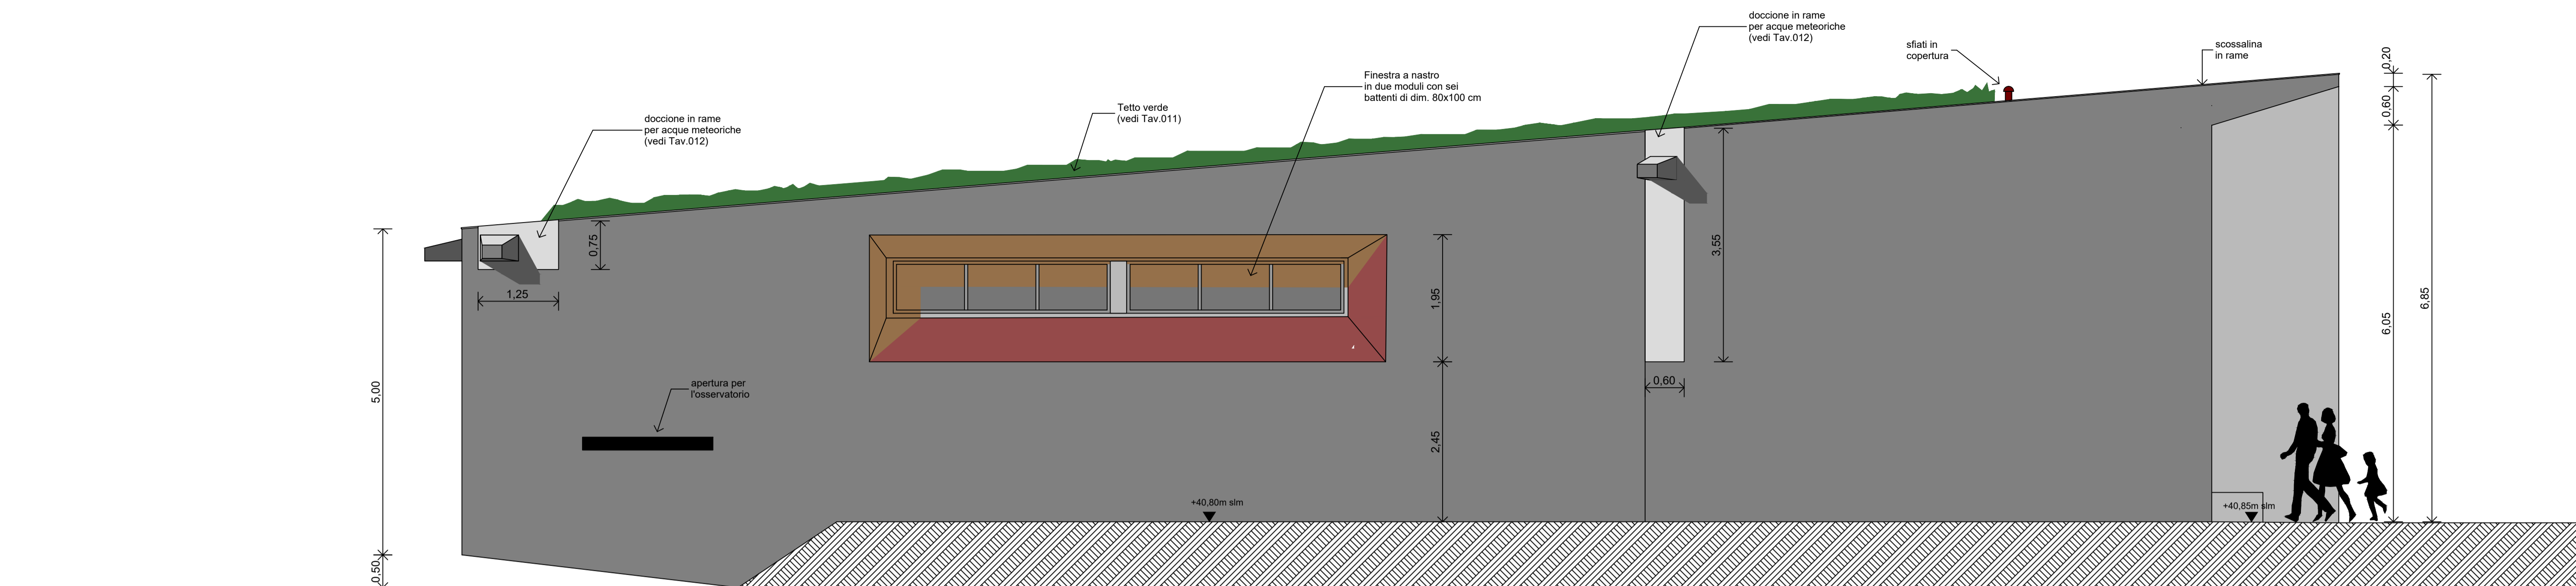 doccione in rame
per acque meteoriche
(vedi Tav.012)
sfiati in
copertura
scossalina
in rame
0,20
Finestra a nastro
in due moduli con sei
battenti di dim. 80x100 cm
Tetto verde
(vedi Tav.011)
0,60
doccione in rame
per acque meteoriche
(vedi Tav.012)
0,75
3,55
1,25
1,95
6,85
6,05
0,60
apertura per
l'osservatorio
5,00
2,45
+40,80m slm
+40,85m slm
0,50